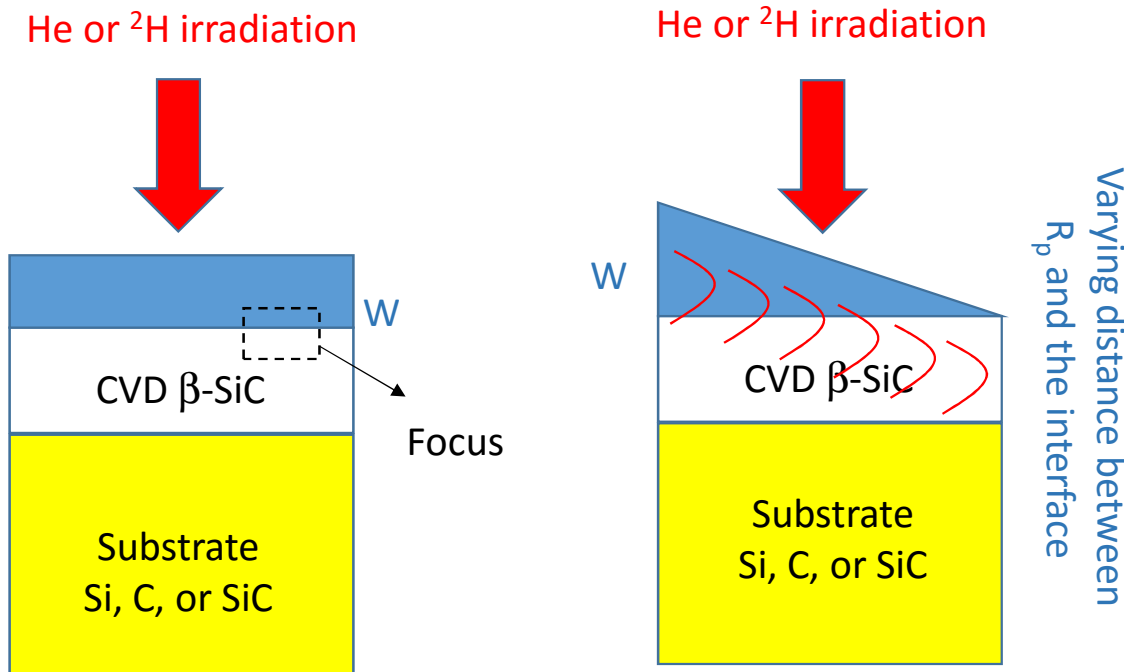 He or ²H irradiation
W
CVD β-SiC
Focus
Substrate
Si, C, or SiC
He or ²H irradiation
W
CVD β-SiC
Substrate
Si, C, or SiC
Varying distance between
Rₚ and the interface